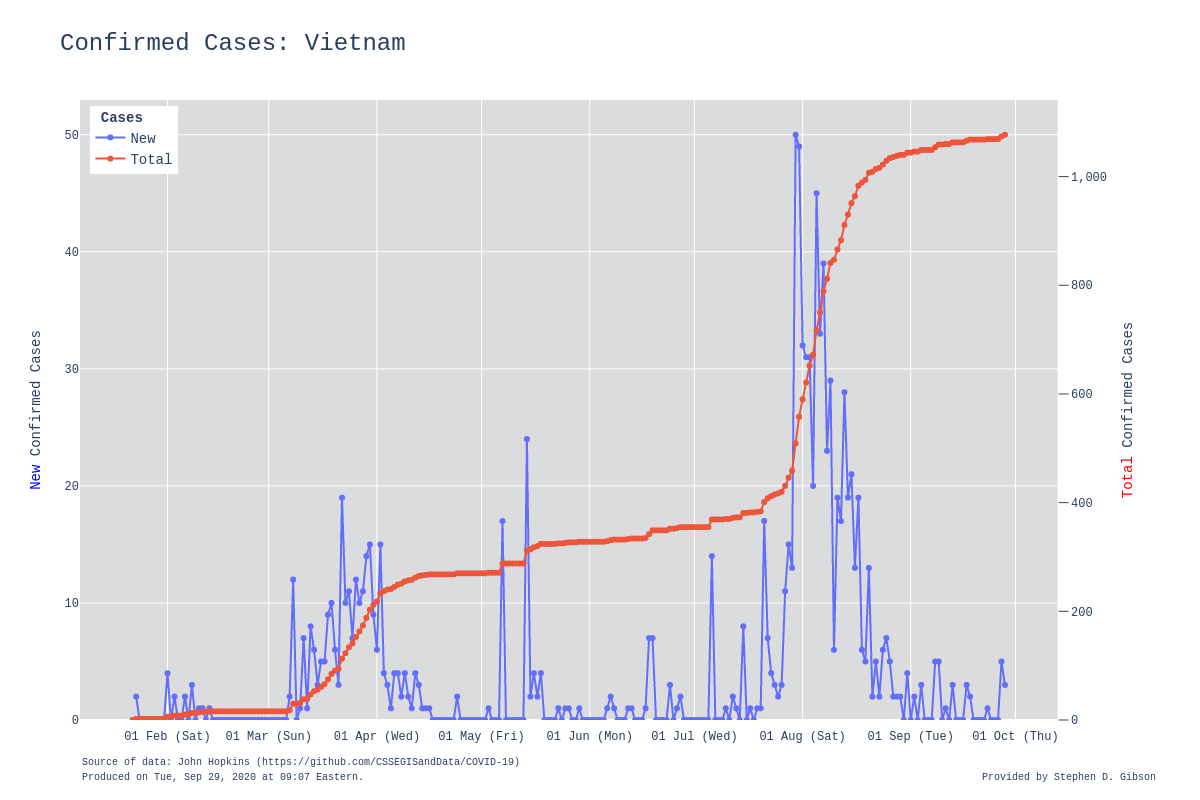 Confirmed Cases: Vietnam
Cases
New
Total
50
40
30
20
10
0
1,000
800
600
400
200
0
New Confirmed Cases
Total Confirmed Cases
01 Feb (Sat) 01 Mar (Sun) 01 Apr (Wed) 01 May (Fri) 01 Jun (Mon) 01 Jul (Wed) 01 Aug (Sat) 01 Sep (Tue) 01 Oct (Thu)
Source of data: John Hopkins (https://github.com/CSSEGISandData/COVID-19)
Produced on Tue, Sep 29, 2020 at 09:07 Eastern.
Provided by Stephen D. Gibson